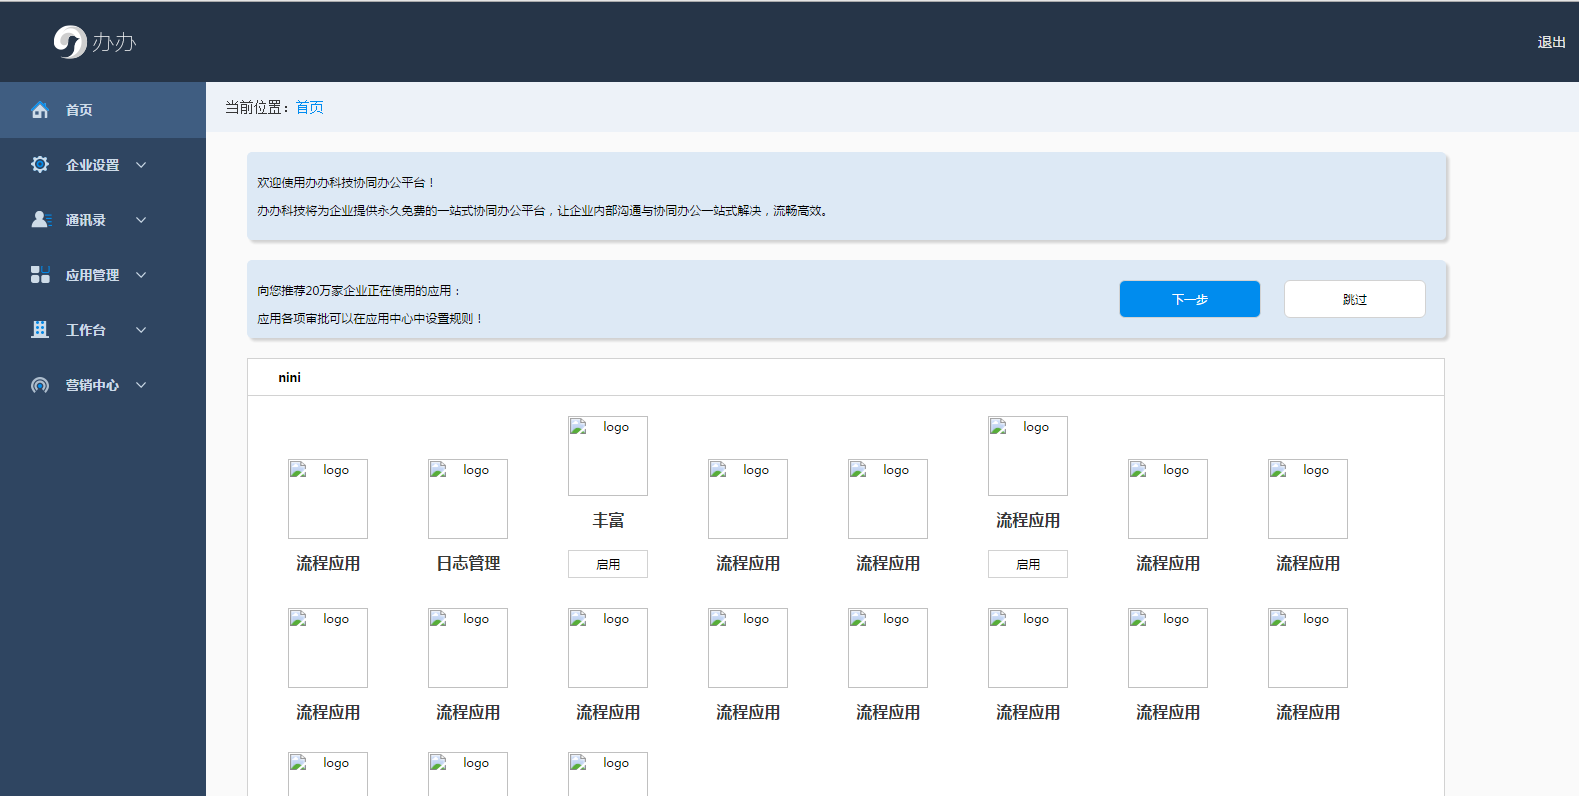 办办
退出
首页
企业设置
通讯录
应用管理
工作台
营销中心
当前位置：首页
欢迎使用办办科技协同办公平台！
办办科技将为企业提供永久免费的一站式协同办公平台，让企业内部沟通与协同办公一站式解决，流畅高效。
向您推荐20万家企业正在使用的应用：
应用各项审批可以在应用中心中设置规则！
下一步
跳过
nini
logo logo logo logo logo logo logo logo
流程应用 日志管理 丰富 流程应用 流程应用 流程应用 流程应用 流程应用
启用 启用
logo logo logo logo logo logo logo logo
流程应用 流程应用 流程应用 流程应用 流程应用 流程应用 流程应用 流程应用
logo logo logo